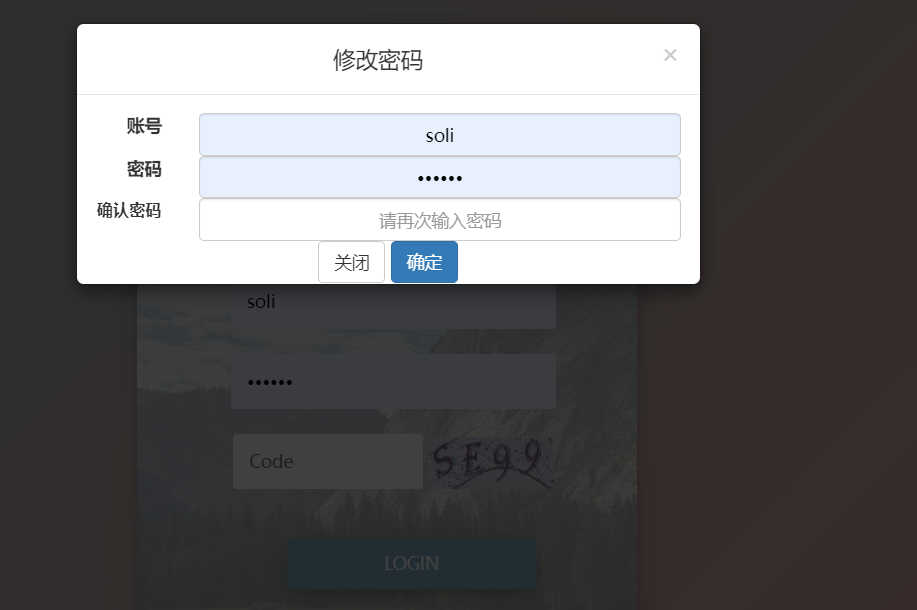 修改密码 ×
账号 soli
密码 ••••••
确认密码 请再次输入密码
关闭 确定
soli
••••••
Code SE99
LOGIN